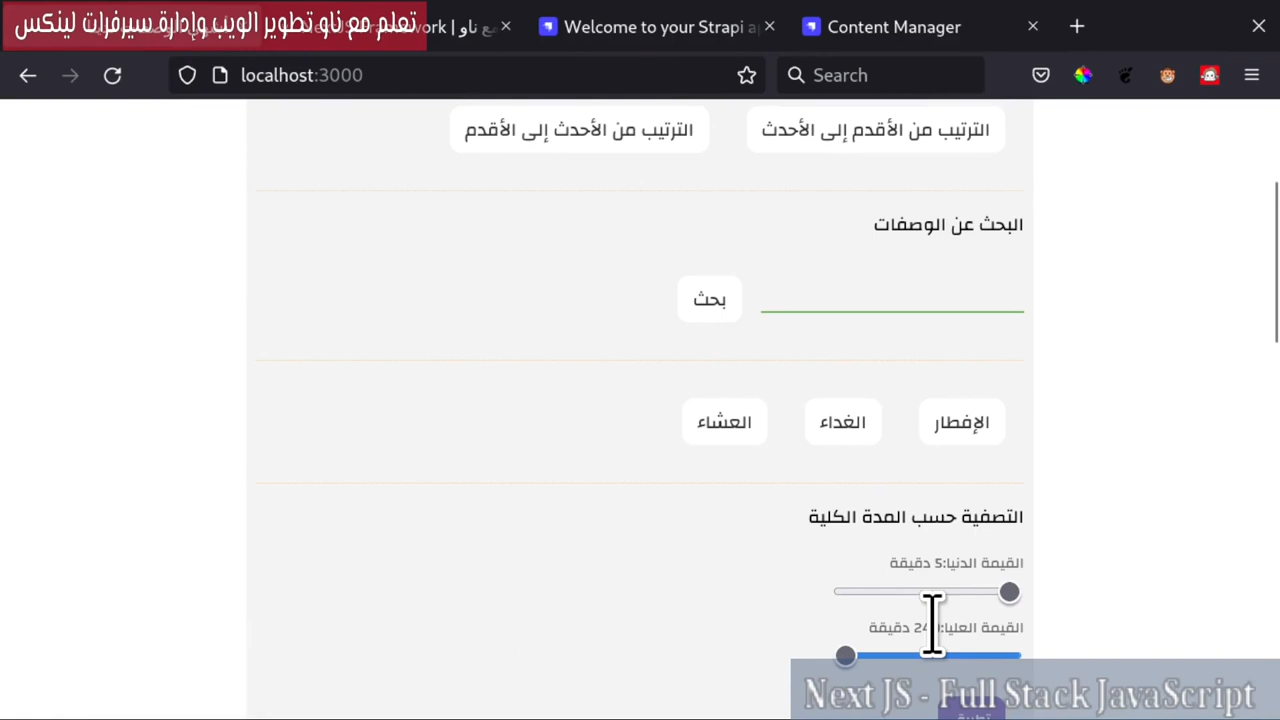 تعلم مع ناو تطوير الويب وإدارة سيرفرات لينكس
Welcome to your Strapi a
Content Manager
localhost:3000
Search
الترتيب من الأقدم إلى الأحدث
الترتيب من الأحدث إلى الأقدم
البحث عن الوصفات
بحث
الإفطار
الغداء
العشاء
التصفية حسب المدة الكلية
القيمة الدنيا:5 دقيقة
القيمة العليا: دقيقة
Next JS - Full Stack JavaScript